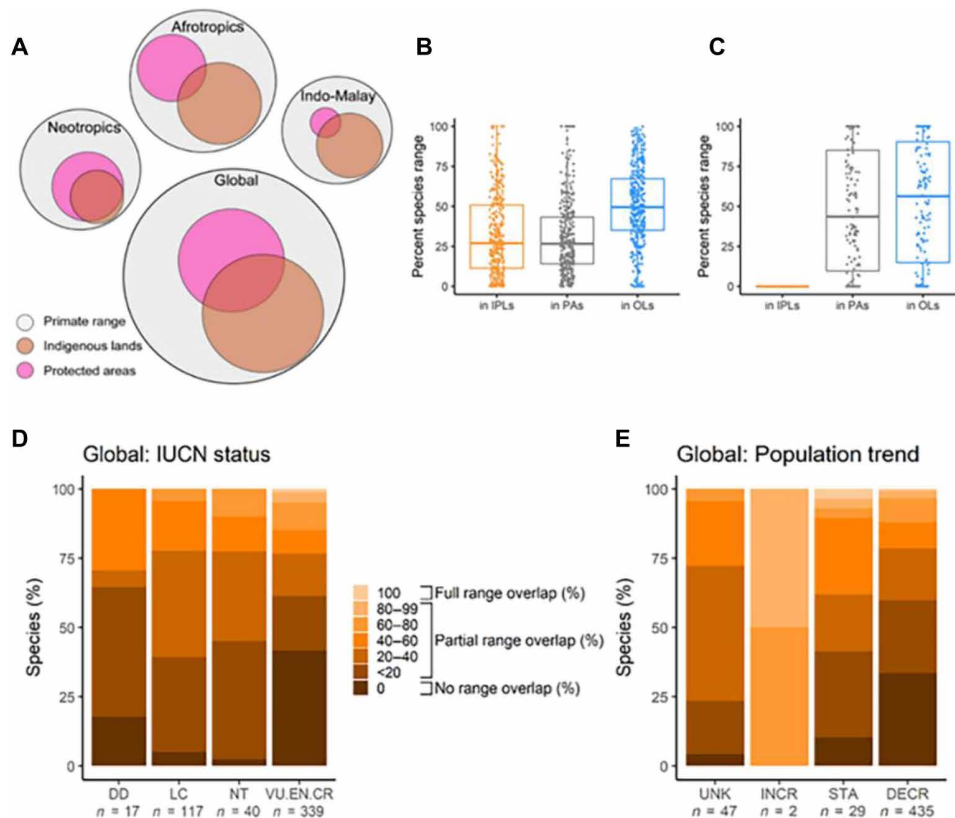 A
Afrotropics
Indo-Malay
Neotropics
Global
Primate range
Indigenous lands
Protected areas
B
Percent species range
100
75
50
25
0
in IPLs
in PAs
in OLs
C
Percent species range
100
75
50
25
0
in IPLs
in PAs
in OLs
D
Global: IUCN status
Species (%)
100
75
50
25
0
DD
LC
NT
VU.EN.CR
n = 17
n = 117
n = 40
n = 339
100
80–99
60–80
40–60
20–40
<20
0
Full range overlap (%)
Partial range overlap (%)
No range overlap (%)
E
Global: Population trend
Species (%)
100
75
50
25
0
UNK
INCR
STA
DECR
n = 47
n = 2
n = 29
n = 435